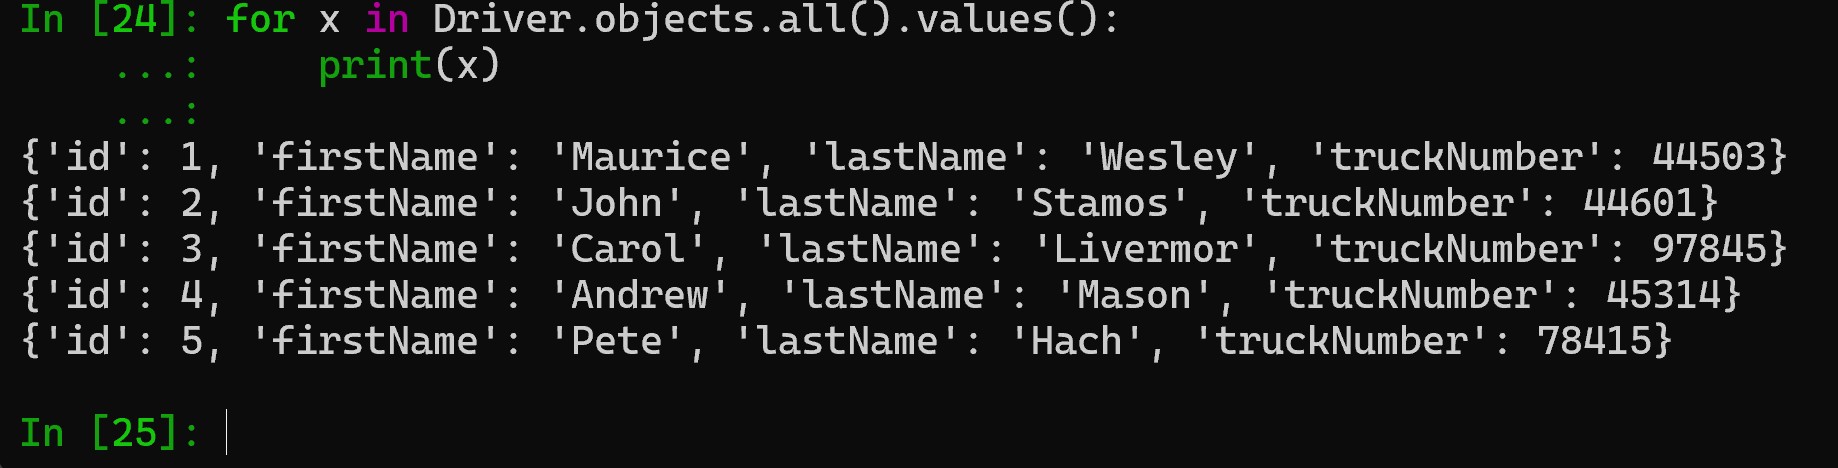 In [24]: for x in Driver.objects.all().values():
    ...:     print(x)
    ...:
{'id': 1, 'firstName': 'Maurice', 'lastName': 'Wesley', 'truckNumber': 44503}
{'id': 2, 'firstName': 'John', 'lastName': 'Stamos', 'truckNumber': 44601}
{'id': 3, 'firstName': 'Carol', 'lastName': 'Livermor', 'truckNumber': 97845}
{'id': 4, 'firstName': 'Andrew', 'lastName': 'Mason', 'truckNumber': 45314}
{'id': 5, 'firstName': 'Pete', 'lastName': 'Hach', 'truckNumber': 78415}
In [25]: